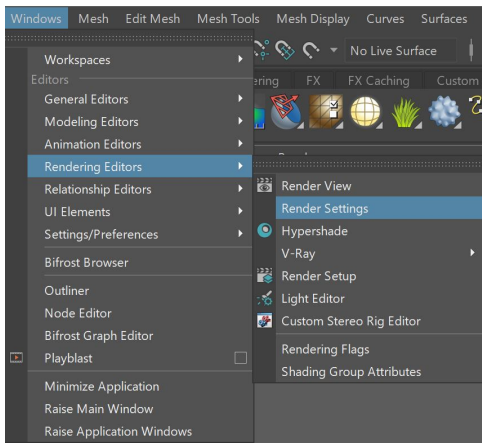 Windows Mesh Edit Mesh Mesh Tools Mesh Display Curves Surfaces
No Live Surface
FX FX Caching Custom
Workspaces
Editors
General Editors
Modeling Editors
Animation Editors
Rendering Editors
Relationship Editors
UI Elements
Settings/Preferences
Bifrost Browser
Outliner
Node Editor
Bifrost Graph Editor
Playblast
Minimize Application
Raise Main Window
Raise Application Windows
Render View
Render Settings
Hypershade
V-Ray
Render Setup
Light Editor
Custom Stereo Rig Editor
Rendering Flags
Shading Group Attributes